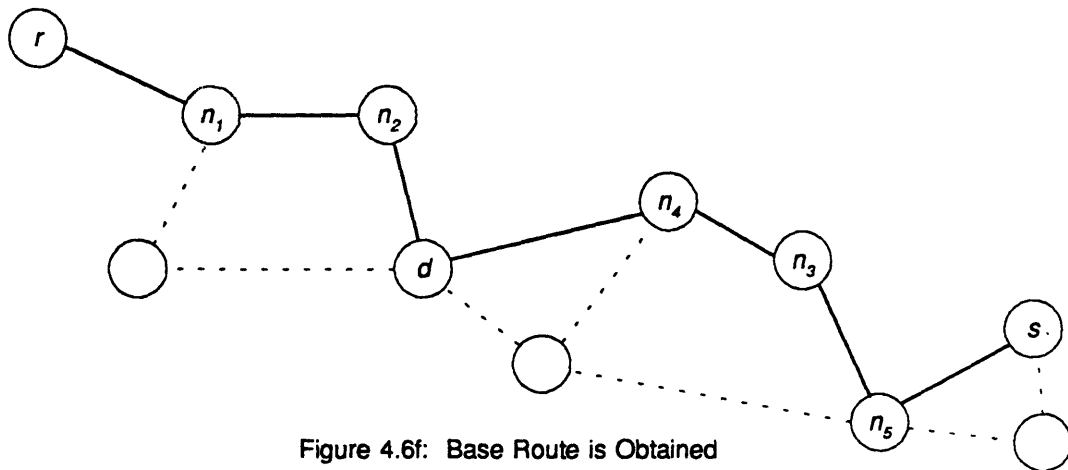 r
n₁
n₂
n₄
n₃
d
s
n₅
Figure 4.6f: Base Route is Obtained